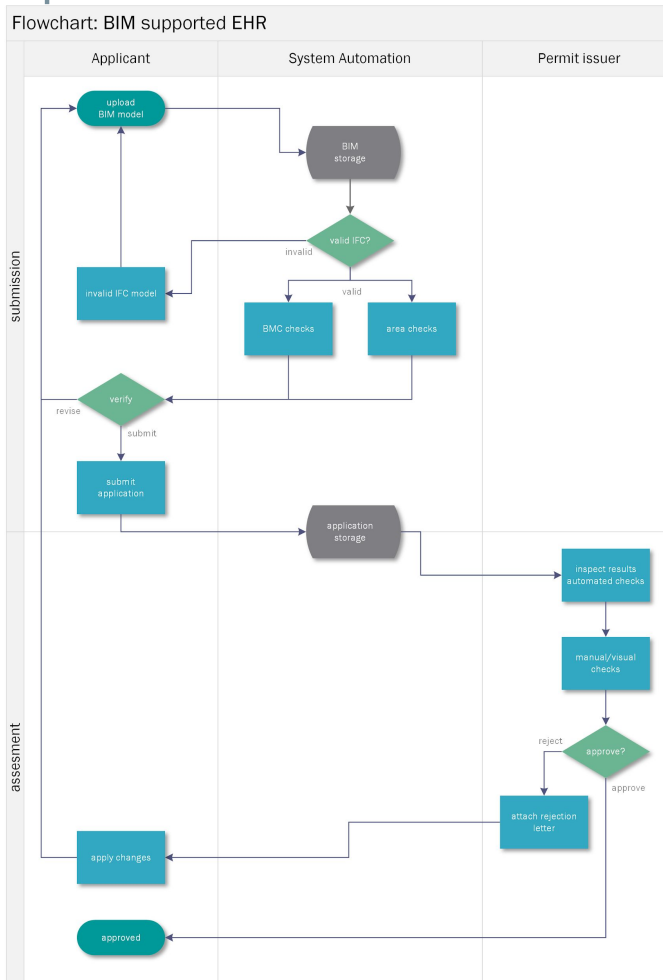 Flowchart: BIM supported EHR
Applicant
System Automation
Permit issuer
submission
upload
BIM model
BIM
storage
valid IFC?
invalid
invalid IFC model
valid
BMC checks
area checks
verify
revise
submit
submit
application
application
storage
inspect results
automated checks
manual/visual
checks
assesment
approve?
reject
approve
attach rejection
letter
apply changes
approved